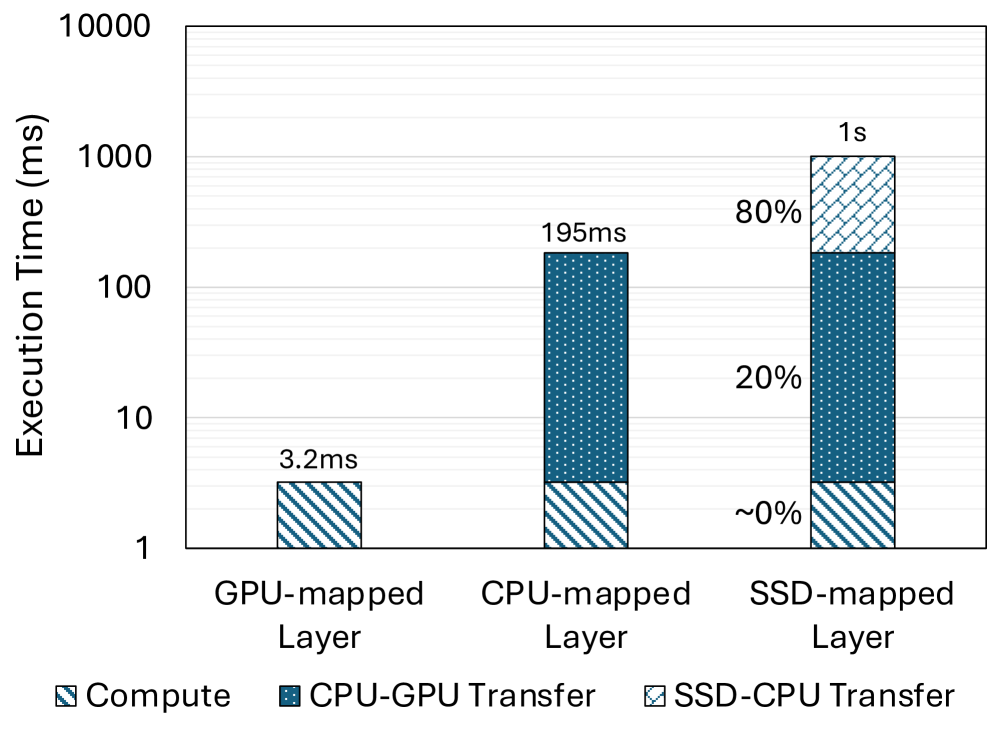 Execution Time (ms)
10000
1000
100
10
1
3.2ms
195ms
1s
80%
20%
~0%
GPU-mapped
Layer
CPU-mapped
Layer
SSD-mapped
Layer
Compute
CPU-GPU Transfer
SSD-CPU Transfer